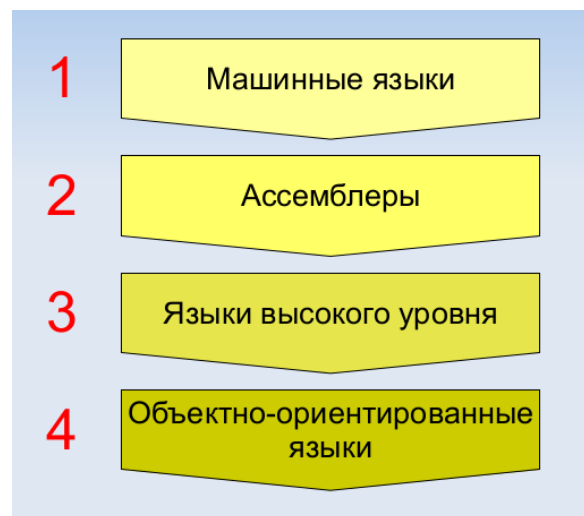 1
Машинные языки
2
Ассемблеры
3
Языки высокого уровня
4
Объектно-ориентированные
языки